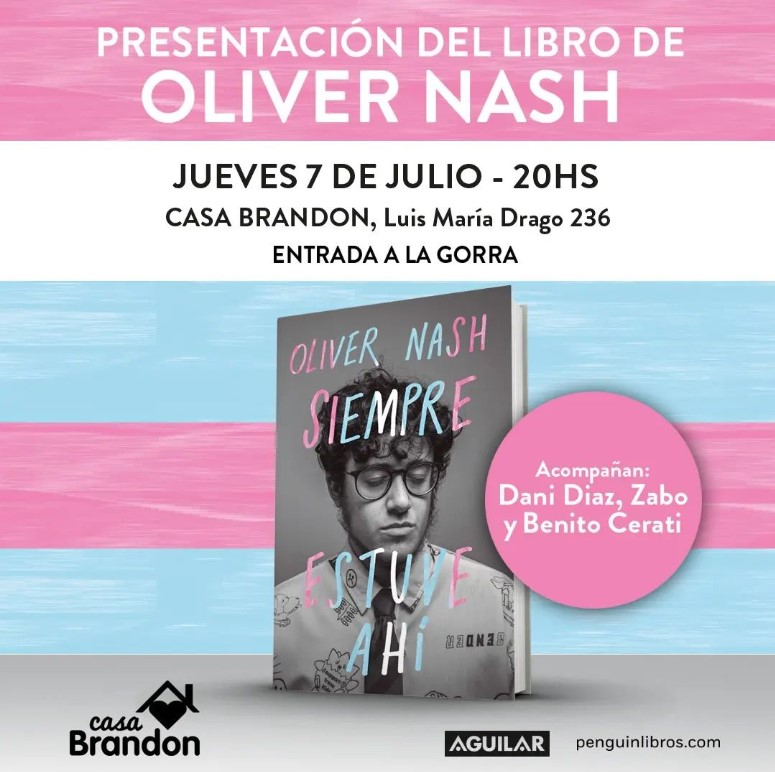 PRESENTACIÓN DEL LIBRO DE
OLIVER NASH
JUEVES 7 DE JULIO - 20HS
CASA BRANDON, Luis María Drago 236
ENTRADA A LA GORRA
OLIVER NASH
SIEMPRE
ESTUVE
AHÍ
Acompañan:
Dani Diaz, Zabo
y Benito Cerati
casa
Brandon
AGUILAR
penguinlibros.com